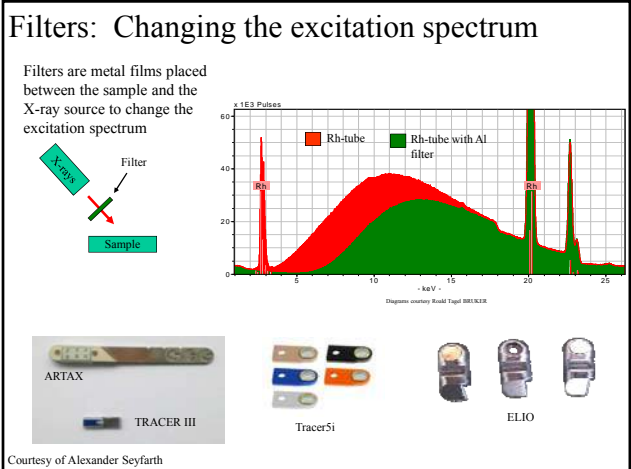 Filters: Changing the excitation spectrum
Filters are metal films placed
between the sample and the
X-ray source to change the
excitation spectrum
X-rays
Filter
Sample
x 1E3 Pulses
60
40
20
0
Rh-tube
Rh-tube with Al
filter
Rh
Rh
5
10
15
20
25
- keV -
Diagrams courtesy Roald Tagel BRUKER
ARTAX
TRACER III
Tracer5i
ELIO
Courtesy of Alexander Seyfarth